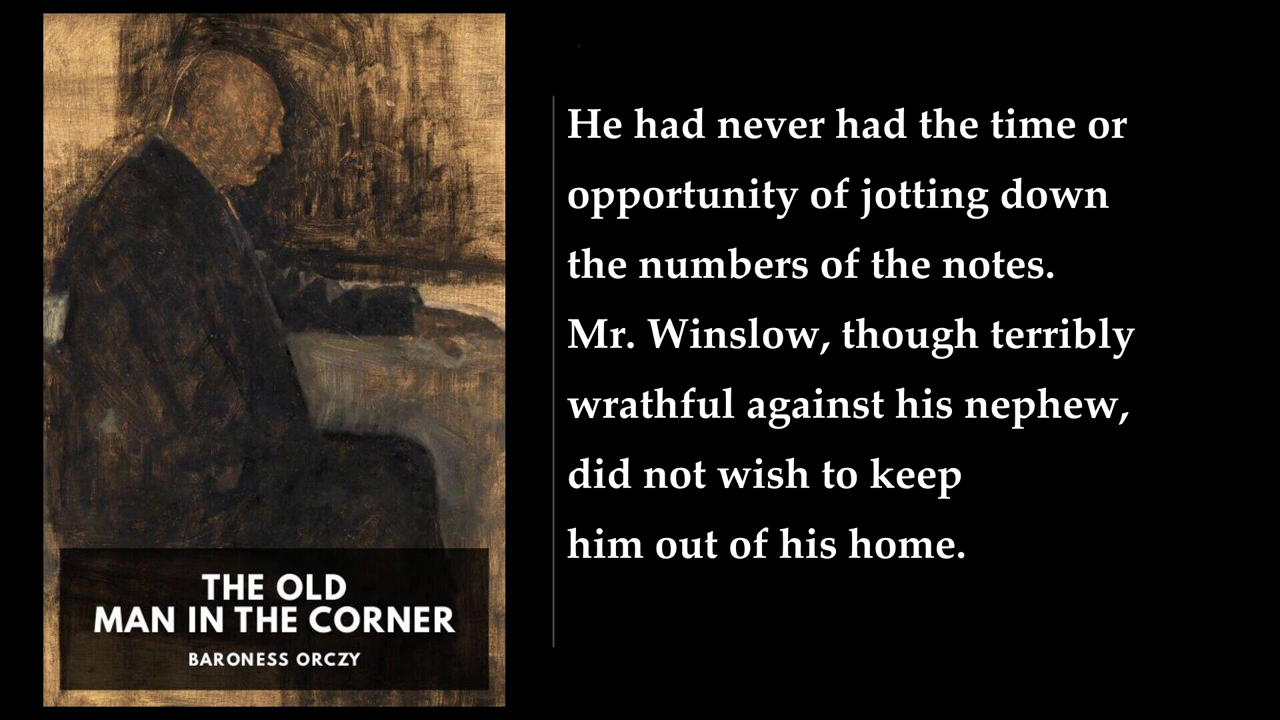 THE OLD
MAN IN THE CORNER
BARONESS ORCZY
He had never had the time or
opportunity of jotting down
the numbers of the notes.
Mr. Winslow, though terribly
wrathful against his nephew,
did not wish to keep
him out of his home.